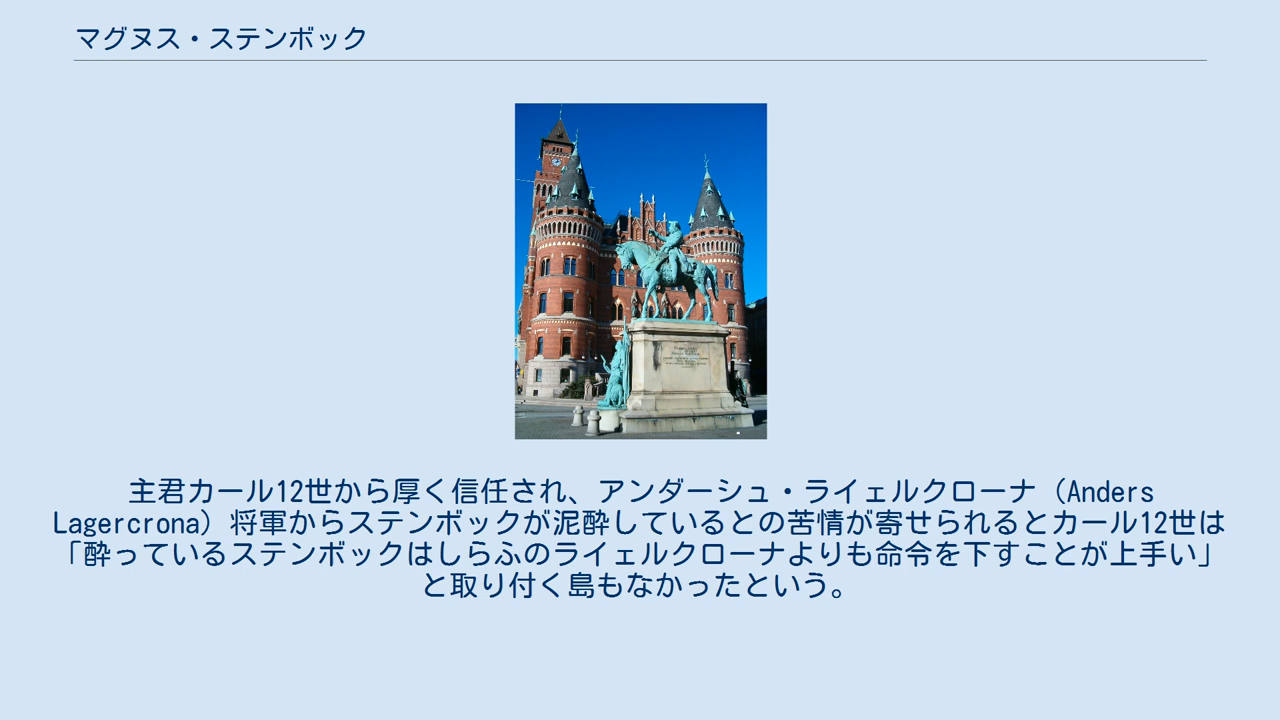 マグヌス・ステンボック
主君カール12世から厚く信任され、アンダーシュ・ライェルクローナ（Anders
Lagercrona）将軍からステンボックが泥酔しているとの苦情が寄せられるとカール12世は
「酔っているステンボックはしらふのライェルクローナよりも命令を下すことが上手い」
と取り付く島もなかったという。